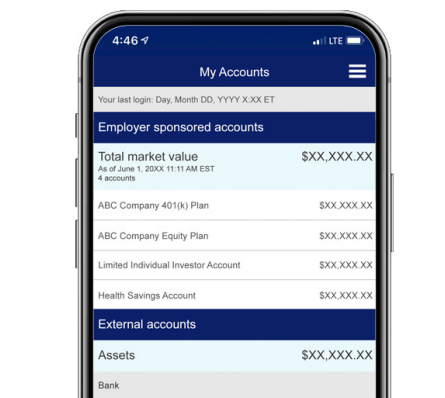 4:46 LTE
My Accounts
Your last login: Day, Month DD, YYYY X:XX ET
Employer sponsored accounts
Total market value $XX,XXX.XX
As of June 1, 20XX 11:11 AM EST
4 accounts
ABC Company 401(k) Plan $XX,XXX.XX
ABC Company Equity Plan $XX,XXX.XX
Limited Individual Investor Account $XX,XXX.XX
Health Savings Account $XX,XXX.XX
External accounts
Assets $XX,XXX.XX
Bank